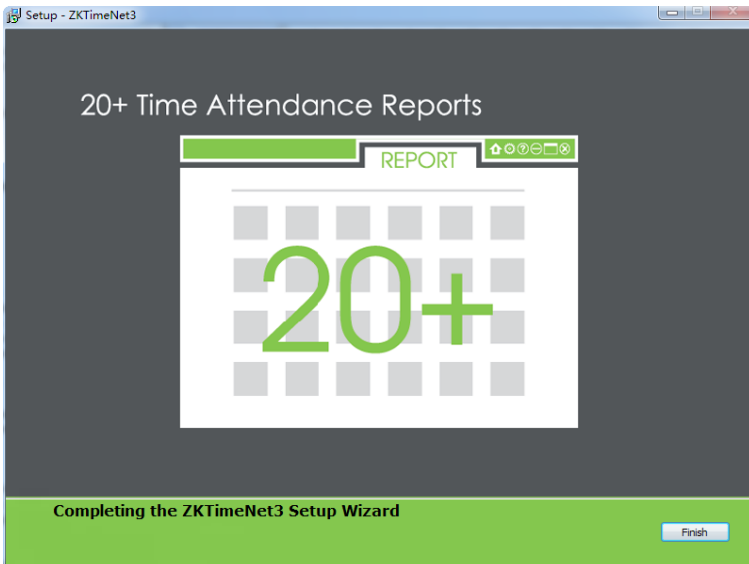 Setup - ZKTimeNet3
20+ Time Attendance Reports
REPORT
20+
Completing the ZKTimeNet3 Setup Wizard
Finish